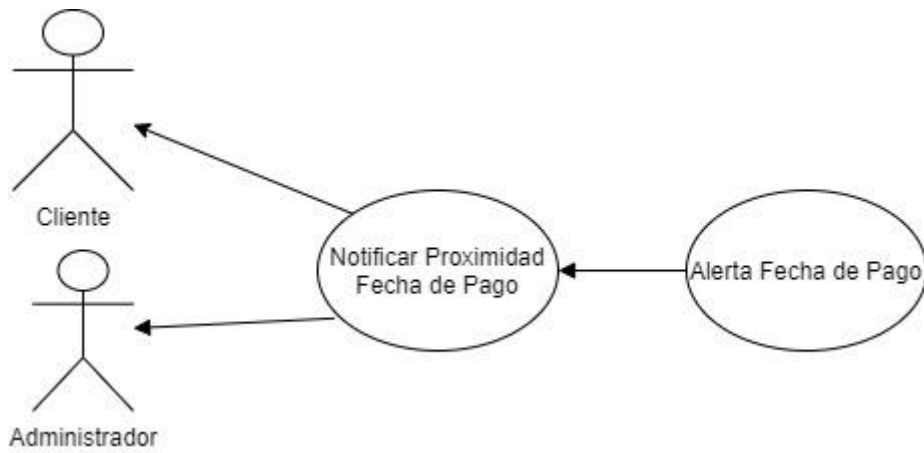 Cliente
Notificar Proximidad
Fecha de Pago
Alerta Fecha de Pago
Administrador